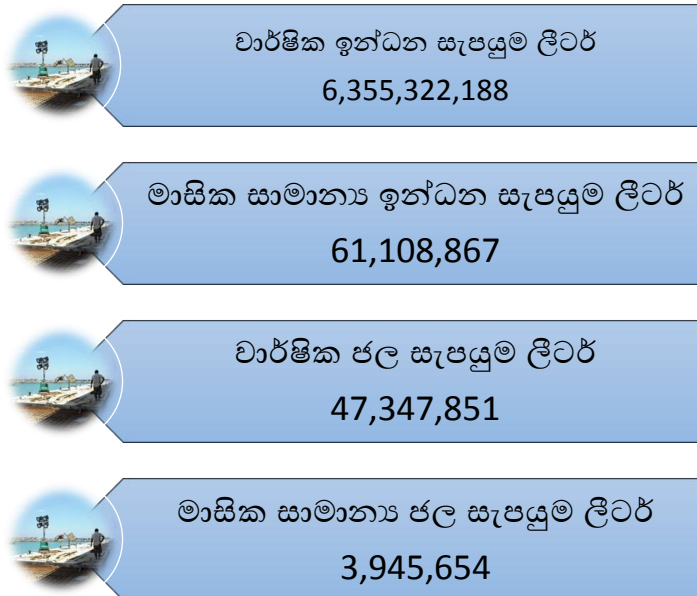 වාර්ෂික ඉන්ධන සැපයුම ලීටර්
6,355,322,188
මාසික සාමාන්‍ය ඉන්ධන සැපයුම ලීටර්
61,108,867
වාර්ෂික ජල සැපයුම ලීටර්
47,347,851
මාසික සාමාන්‍ය ජල සැපයුම ලීටර්
3,945,654